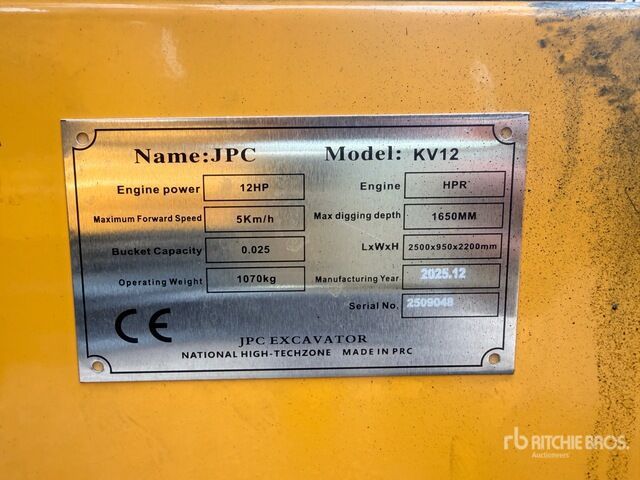 Name:JPC Model: KV12
Engine power 12HP Engine HPR
Maximum Forward Speed 5Km/h Max digging depth 1650MM
Bucket Capacity 0.025 LxWxH 2500x950x2200mm
Operating Weight 1070kg Manufacturing Year 2025.12
Serial No. 2509048
CE
JPC EXCAVATOR
NATIONAL HIGH-TECHZONE MADE IN PRC
rb RITCHIE BROS.
Auctioneers